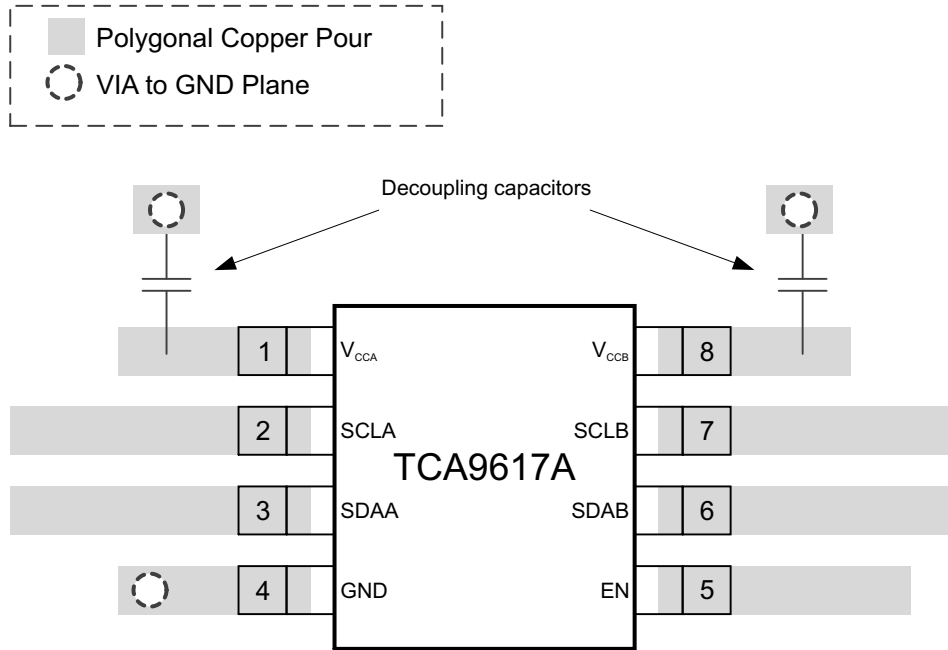 Polygonal Copper Pour
VIA to GND Plane
Decoupling capacitors
1 VCCA VCCB 8
2 SCLA SCLB 7
TCA9617A
3 SDAA SDAB 6
4 GND EN 5